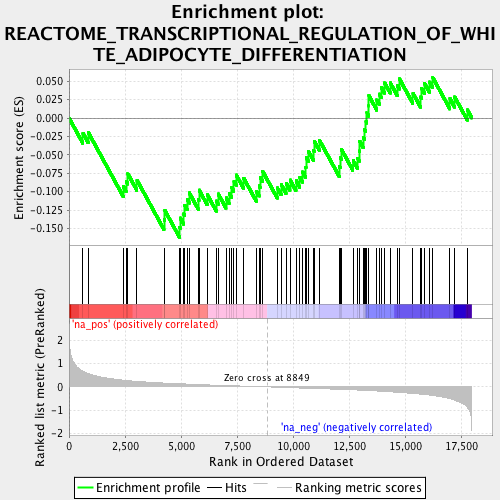 Enrichment plot:
REACTOME_TRANSCRIPTIONAL_REGULATION_OF_WHI
TE_ADIPOCYTE_DIFFERENTIATION
Enrichment score (ES)
0.050
0.025
0.000
-0.025
-0.050
-0.075
-0.100
-0.125
-0.150
'na_pos' (positively correlated)
Ranked list metric (PreRanked)
2
1
0
-1
-2
Zero cross at 8849
'na_neg' (negatively correlated)
0
2,500
5,000
7,500
10,000
12,500
15,000
17,500
Rank in Ordered Dataset
Enrichment profile
Hits
Ranking metric scores